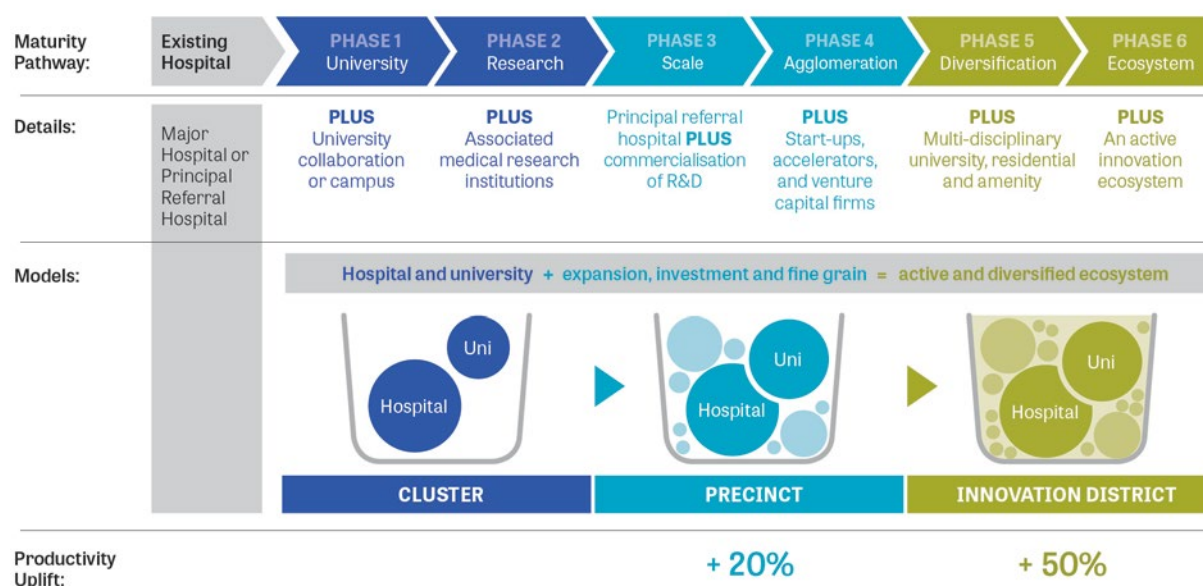 Maturity
Pathway:
Existing
Hospital
PHASE 1
University
PHASE 2
Research
PHASE 3
Scale
PHASE 4
Agglomeration
PHASE 5
Diversification
PHASE 6
Ecosystem
Details:
Major
Hospital or
Principal
Referral
Hospital
PLUS
University
collaboration
or campus
PLUS
Associated
medical research
institutions
Principal referral
hospital PLUS
commercialisation
of R&D
PLUS
Start-ups,
accelerators,
and venture
capital firms
PLUS
Multi-disciplinary
university, residential
and amenity
PLUS
An active
innovation
ecosystem
Models:
Hospital and university + expansion, investment and fine grain = active and diversified ecosystem
Uni
Hospital
Uni
Hospital
Uni
Hospital
CLUSTER
PRECINCT
INNOVATION DISTRICT
Productivity
Uplift:
+ 20%
+ 50%